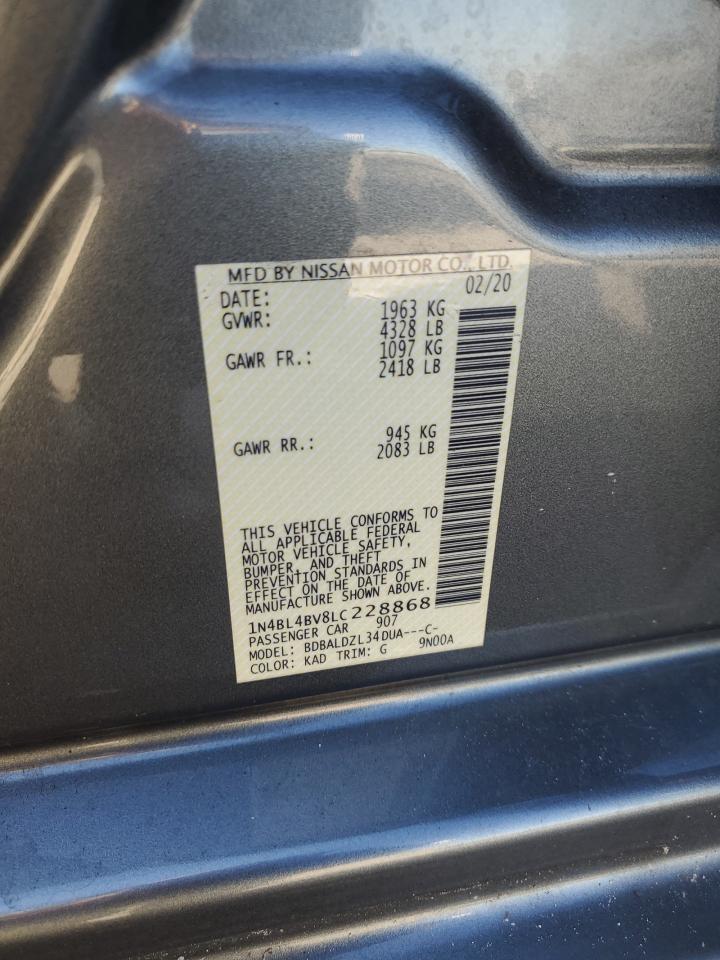 MFD BY NISSAN MOTOR CO., LTD.
DATE: 02/20
GVWR: 1963 KG
4328 LB
GAWR FR.: 1097 KG
2418 LB
GAWR RR.: 945 KG
2083 LB
THIS VEHICLE CONFORMS TO
ALL APPLICABLE FEDERAL
MOTOR VEHICLE SAFETY,
BUMPER, AND THEFT
PREVENTION STANDARDS IN
EFFECT ON THE DATE OF
MANUFACTURE SHOWN ABOVE.
1N4BL4BV8LC228868
PASSENGER CAR 907
MODEL: BDBALDZL34DUA---C-
COLOR: KAD TRIM: G 9N00A